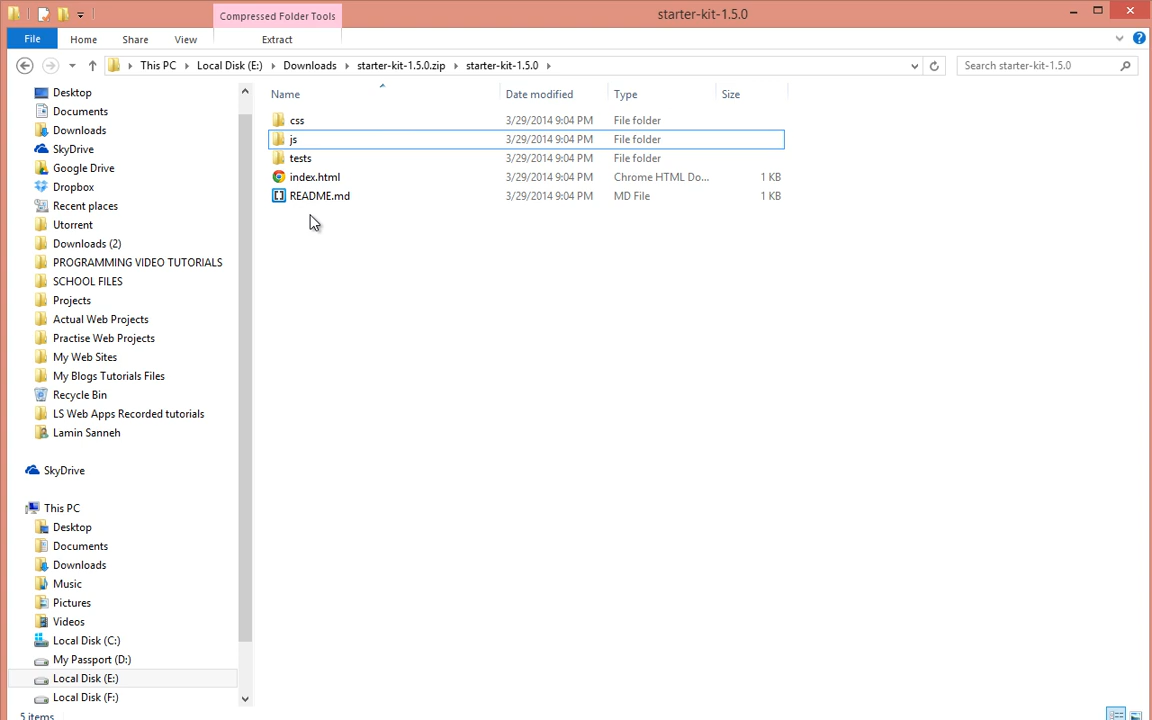 Compressed Folder Tools
starter-kit-1.5.0
File
Home
Share
View
Extract
This PC
Local Disk (E:)
Downloads
starter-kit-1.5.0.zip
starter-kit-1.5.0
Search starter-kit-1.5.0
Name
Date modified
Type
Size
css 3/29/2014 9:04 PM File folder
js 3/29/2014 9:04 PM File folder
tests 3/29/2014 9:04 PM File folder
index.html 3/29/2014 9:04 PM Chrome HTML Do... 1 KB
README.md 3/29/2014 9:04 PM MD File 1 KB
Desktop
Documents
Downloads
SkyDrive
Google Drive
Dropbox
Recent places
Utorrent
Downloads (2)
PROGRAMMING VIDEO TUTORIALS
SCHOOL FILES
Projects
Actual Web Projects
Practise Web Projects
My Web Sites
My Blogs Tutorials Files
Recycle Bin
LS Web Apps Recorded tutorials
Lamin Sanneh
SkyDrive
This PC
Desktop
Documents
Downloads
Music
Pictures
Videos
Local Disk (C:)
My Passport (D:)
Local Disk (E:)
Local Disk (F:)
5 items